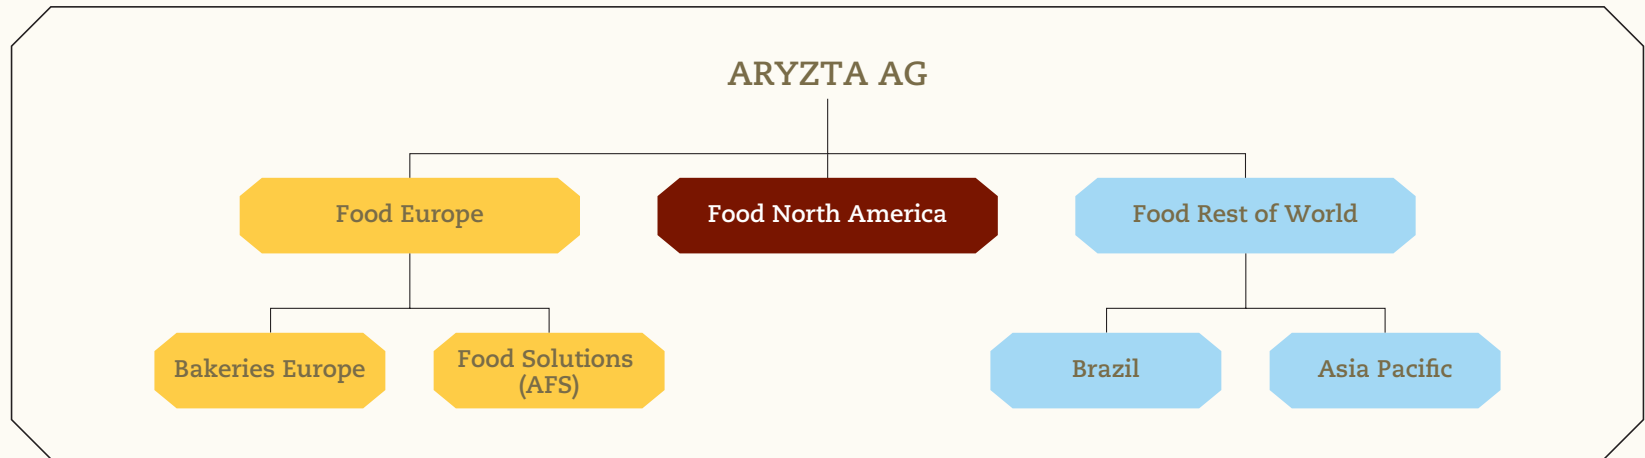 ARYZTA AG
Food Europe
Food North America
Food Rest of World
Bakeries Europe
Food Solutions
(AFS)
Brazil
Asia Pacific